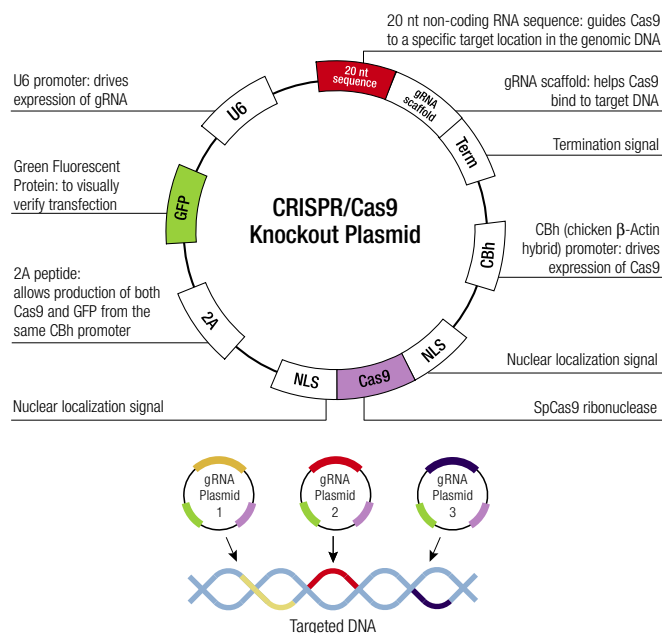 20 nt non-coding RNA sequence: guides Cas9
to a specific target location in the genomic DNA
20 nt
sequence
gRNA
scaffold
gRNA scaffold: helps Cas9
bind to target DNA
Term
Termination signal
U6 promoter: drives
expression of gRNA
U6
Green Fluorescent
Protein: to visually
verify transfection
GFP
CRISPR/Cas9
Knockout Plasmid
CBh
CBh (chicken β-Actin
hybrid) promoter: drives
expression of Cas9
2A peptide:
allows production of both
Cas9 and GFP from the
same CBh promoter
2A
NLS
Cas9
NLS
Nuclear localization signal
Nuclear localization signal
SpCas9 ribonuclease
gRNA
Plasmid
1
gRNA
Plasmid
2
gRNA
Plasmid
3
Targeted DNA